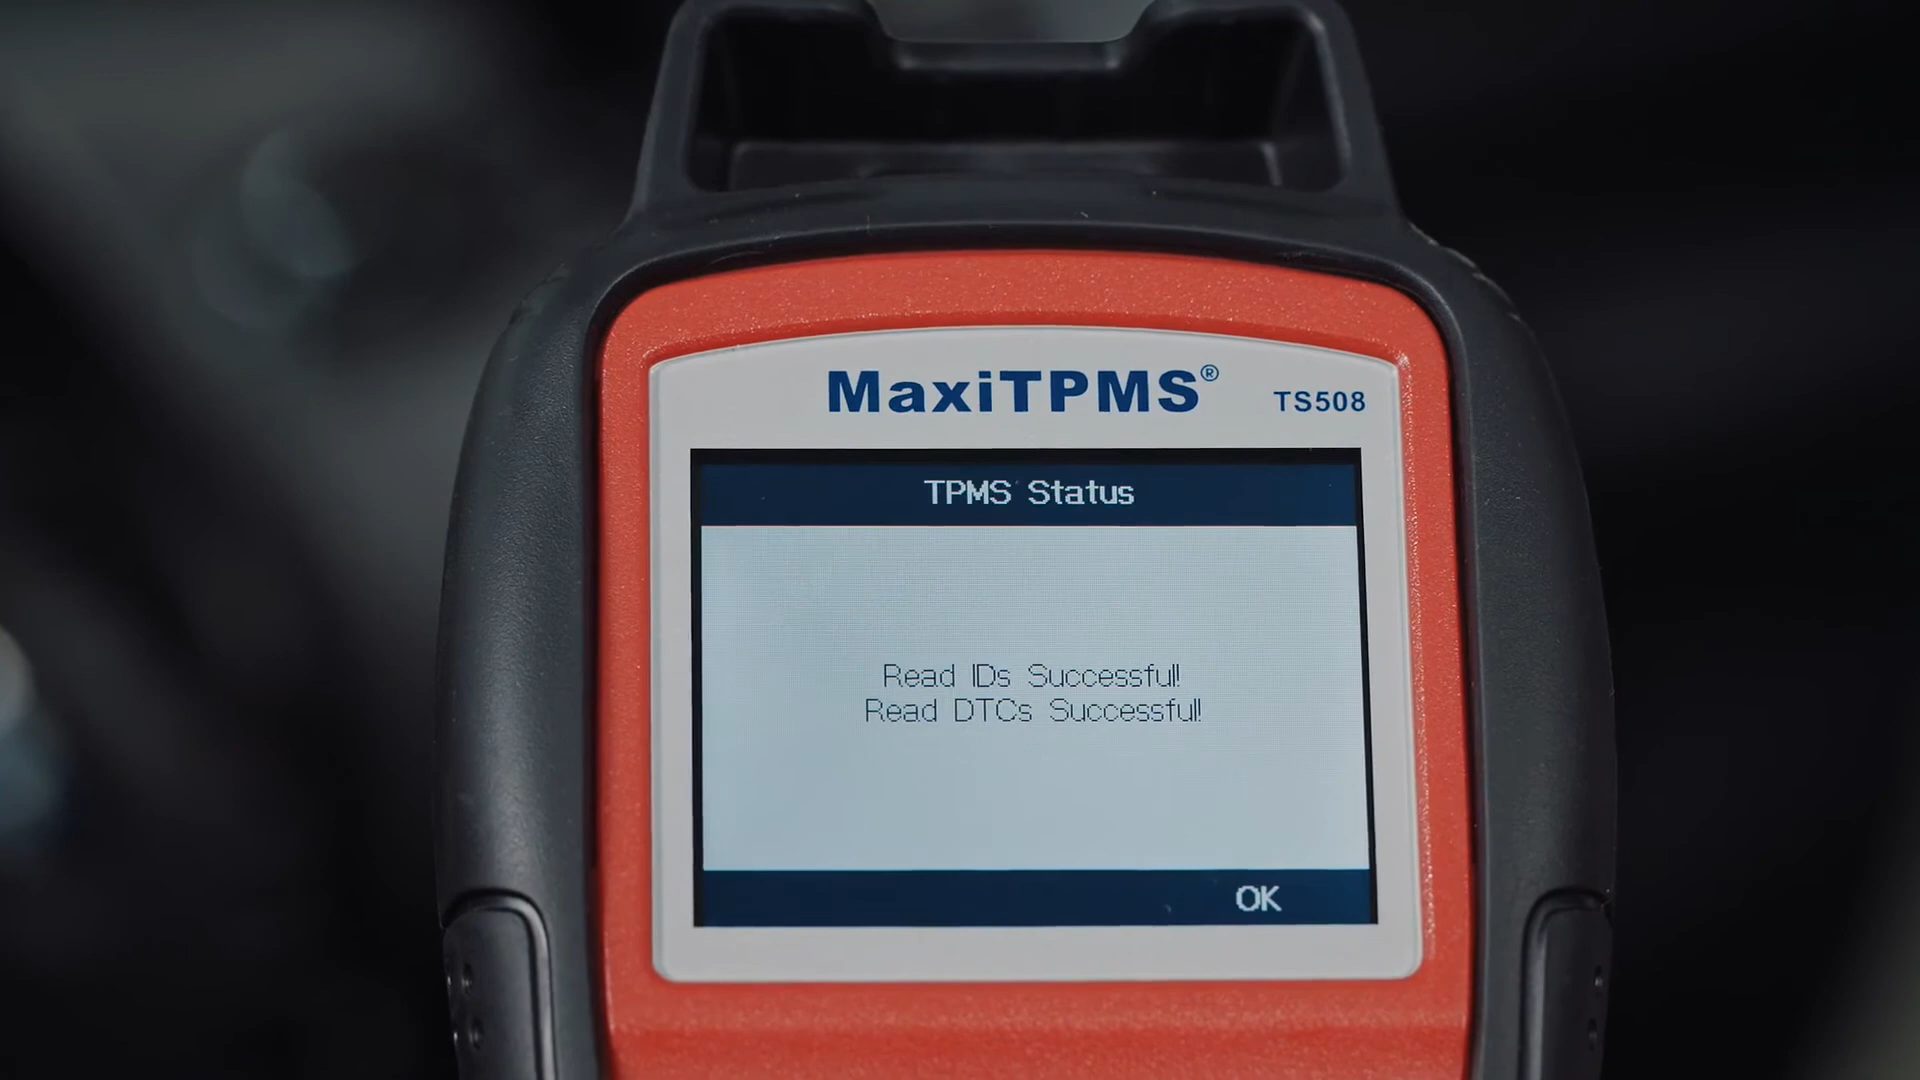 MaxiTPMS®
TS508
TPMS Status
Read IDs Successful!
Read DTCs Successful!
OK